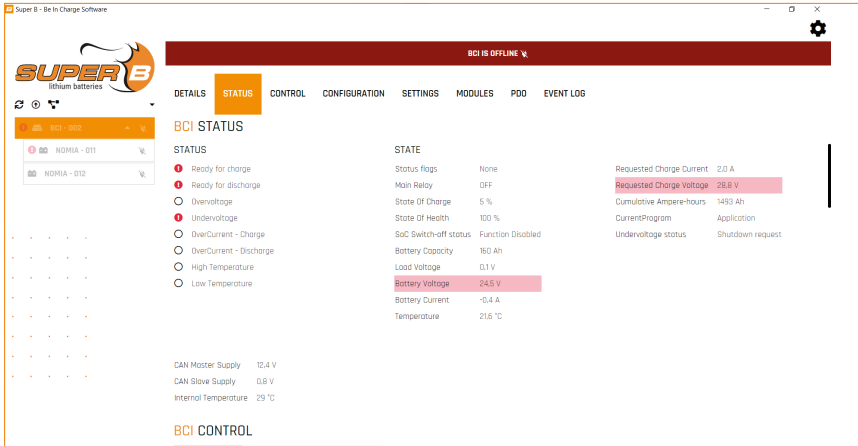 Super B - Be In Charge Software
BCI IS OFFLINE
SUPER B
lithium batteries
DETAILS STATUS CONTROL CONFIGURATION SETTINGS MODULES PDO EVENT LOG
BCI - 002
NOMIA - 011
NOMIA - 012
BCI STATUS
STATUS
Ready for charge
Ready for discharge
Overvoltage
Undervoltage
OverCurrent - Charge
OverCurrent - Discharge
High Temperature
Low Temperature
STATE
Status flags None
Main Relay OFF
State Of Charge 5 %
State Of Health 100 %
SoC Switch-off status Function Disabled
Battery Capacity 160 Ah
Load Voltage 0.1 V
Battery Voltage 24,5 V
Battery Current -0,4 A
Temperature 21,6 °C
Requested Charge Current 2,0 A
Requested Charge Voltage 28,8 V
Cumulative Ampere-hours 1493 Ah
CurrentProgram Application
Undervoltage status Shutdown request
CAN Master Supply 12.4 V
CAN Slave Supply 0.8 V
Internal Temperature 29 °C
BCI CONTROL